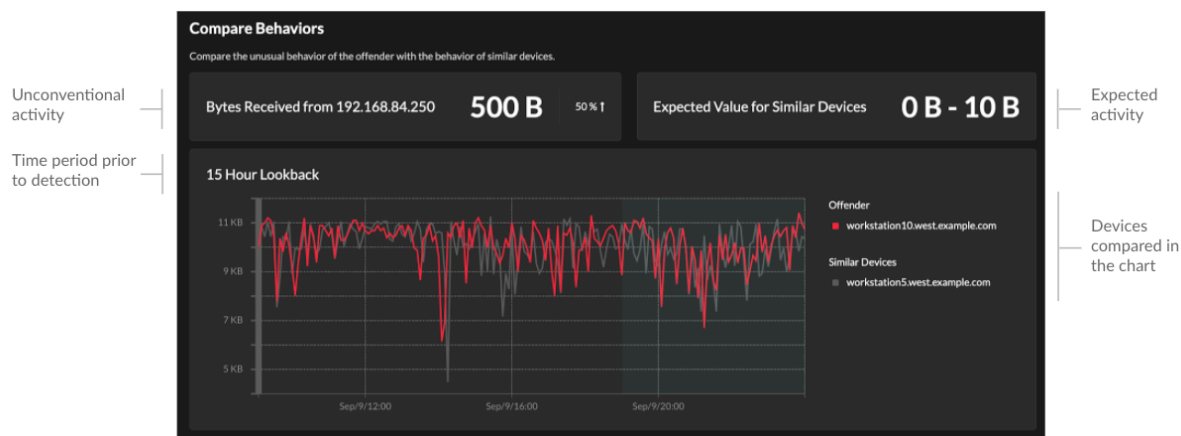 Compare Behaviors
Compare the unusual behavior of the offender with the behavior of similar devices.
Unconventional
activity
Bytes Received from 192.168.84.250
500 B
50 % ↑
Expected Value for Similar Devices
0 B - 10 B
Expected
activity
Time period prior
to detection
15 Hour Lookback
11 KB
9 KB
7 KB
5 KB
Sep/9/12:00
Sep/9/16:00
Sep/9/20:00
Offender
workstation10.west.example.com
Similar Devices
workstation5.west.example.com
Devices
compared in
the chart